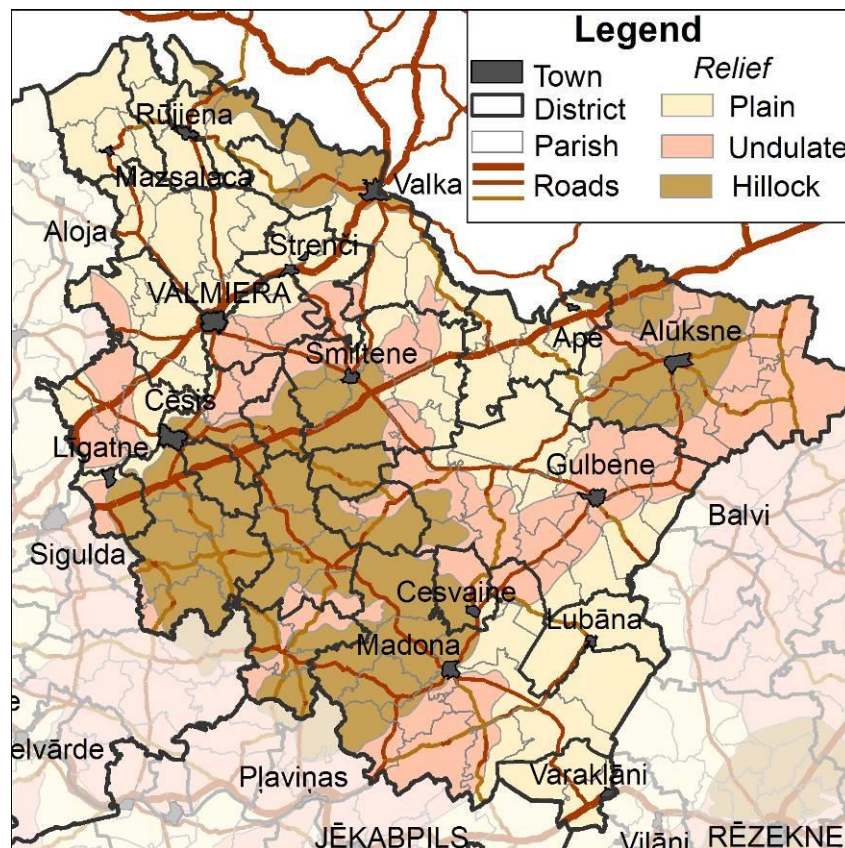 Legend
Town
District
Parish
Roads
Relief
Plain
Undulate
Hillock
Rūjiena
Mazsalaca
Valka
Aloja
Strenči
VALMIERA
Smiltene
Ape
Alūksne
Cēsis
Līgatne
Gulbene
Balvi
Sigulda
Cesvaine
Lubāna
Madona
e
elvārde
Pļaviņas
Varakļāni
JĒKABPILS
Viļāni
RĒZEKNE